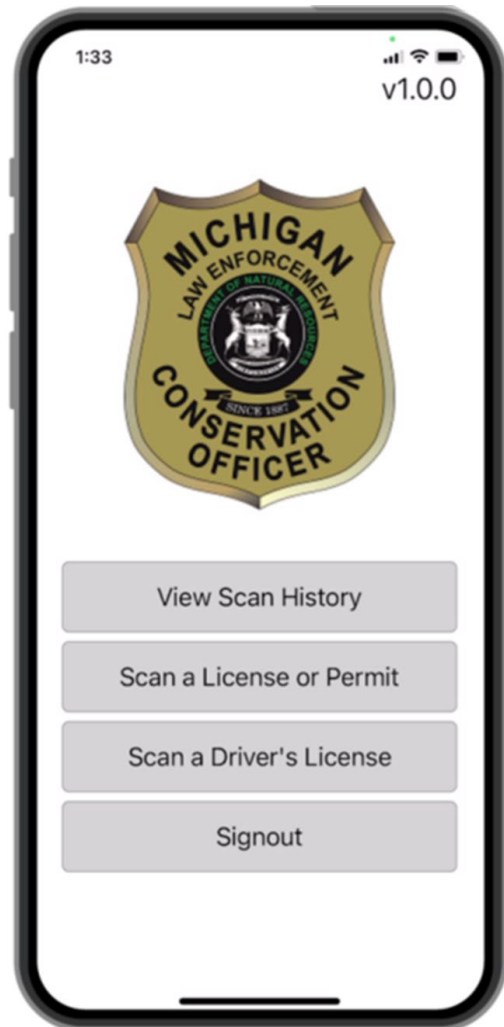 1:33
v1.0.0
MICHIGAN
LAW ENFORCEMENT
DEPARTMENT OF NATURAL RESOURCES
SINCE 1887
CONSERVATION
OFFICER
View Scan History
Scan a License or Permit
Scan a Driver's License
Signout